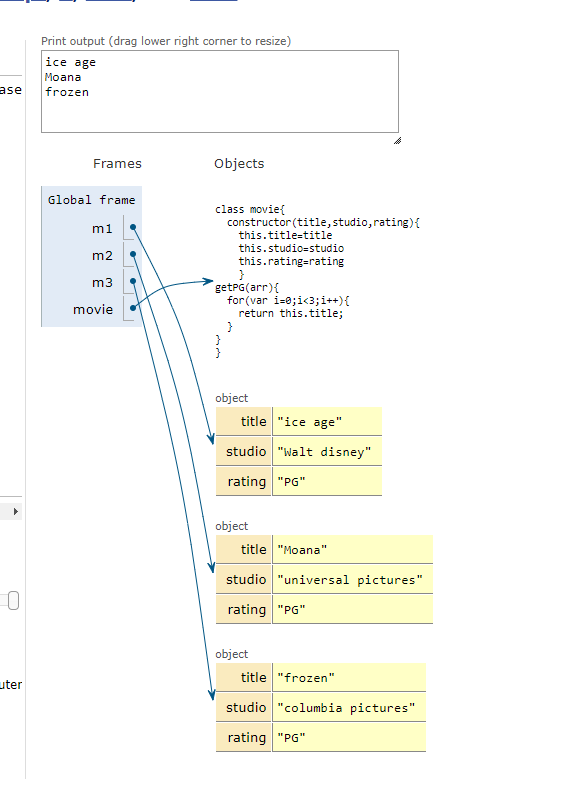 Print output (drag lower right corner to resize)
ice age
Moana
frozen
ase
Frames Objects
Global frame
m1
m2
m3
movie
class movie{
constructor(title,studio,rating){
this.title=title
this.studio=studio
this.rating=rating
}
getPG(arr){
for(var i=0;i<3;i++){
return this.title;
}
}
}
object
title "ice age"
studio "Walt disney"
rating "PG"
object
title "Moana"
studio "universal pictures"
rating "PG"
uter
object
title "frozen"
studio "columbia pictures"
rating "PG"